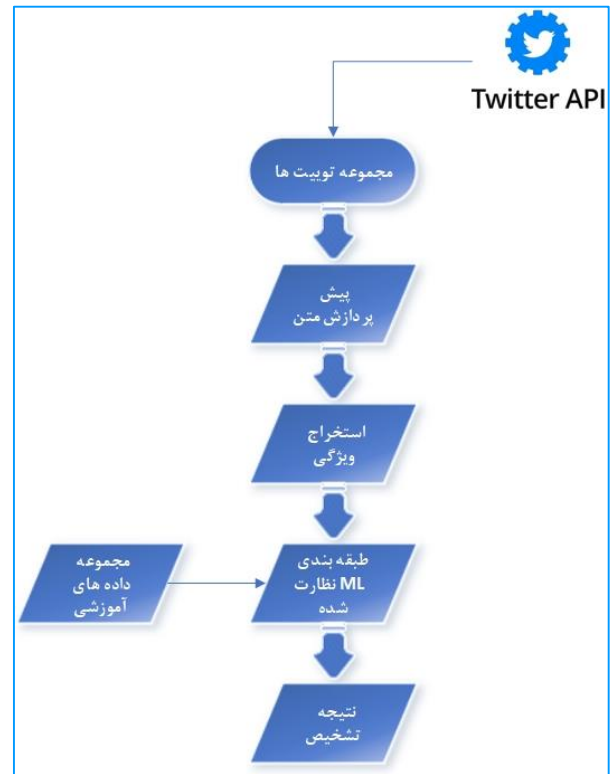 Twitter API
مجموعه توییت ها
پیش
پردازش متن
استخراج
ویژگی
طبقه بندی
ML نظارت
شده
مجموعه
داده های
آموزشی
نتیجه
تشخیص